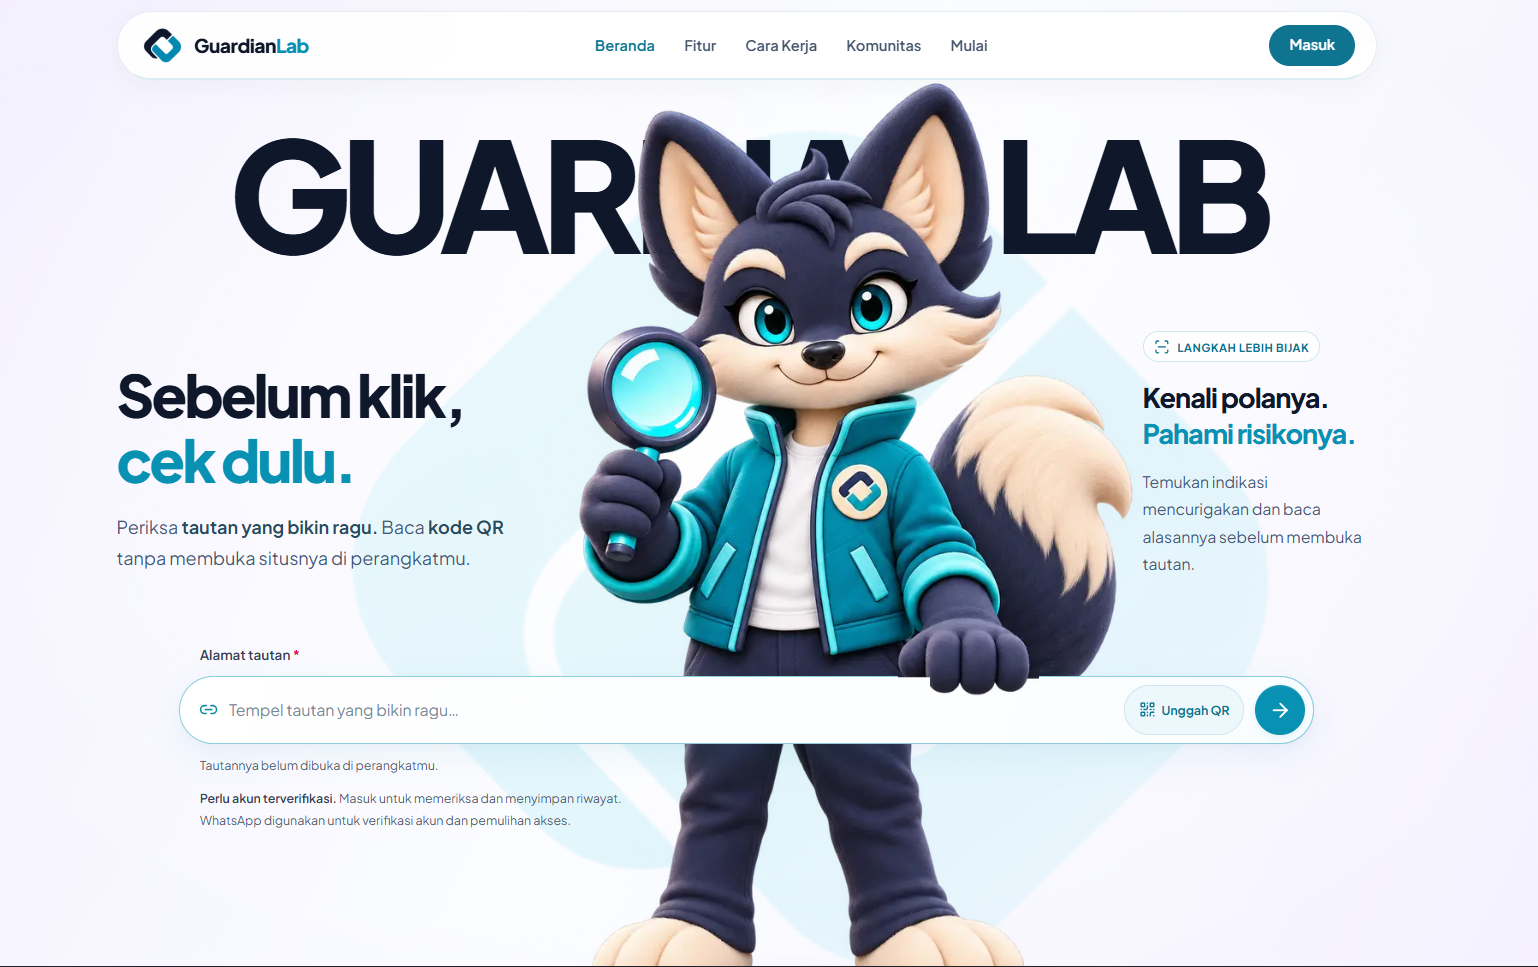 GuardianLab
Beranda
Fitur
Cara Kerja
Komunitas
Mulai
Masuk
LAB
Sebelum klik,
cek dulu.
Periksa tautan yang bikin ragu. Baca kode QR
tanpa membuka situsnya di perangkatmu.
LANGKAH LEBIH BIJAK
Kenali polanya.
Pahami risikonya.
Temukan indikasi
mencurigakan dan baca
alasannya sebelum membuka
tautan.
Alamat tautan *
Tempel tautan yang bikin ragu...
Unggah QR
Tautannya belum dibuka di perangkatmu.
Perlu akun terverifikasi. Masuk untuk memeriksa dan menyimpan riwayat.
WhatsApp digunakan untuk verifikasi akun dan pemulihan akses.